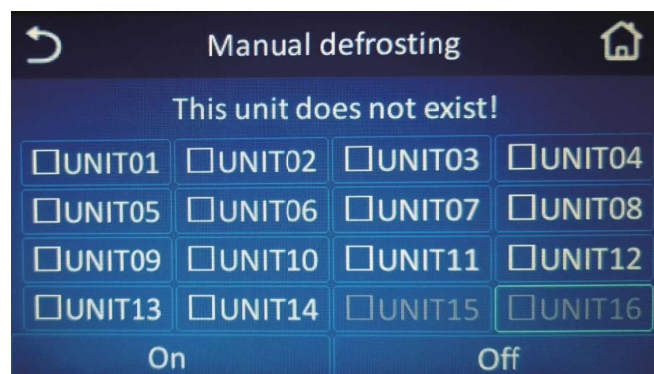 Manual defrosting
This unit does not exist!
UNIT01 UNIT02 UNIT03 UNIT04
UNIT05 UNIT06 UNIT07 UNIT08
UNIT09 UNIT10 UNIT11 UNIT12
UNIT13 UNIT14 UNIT15 UNIT16
On Off